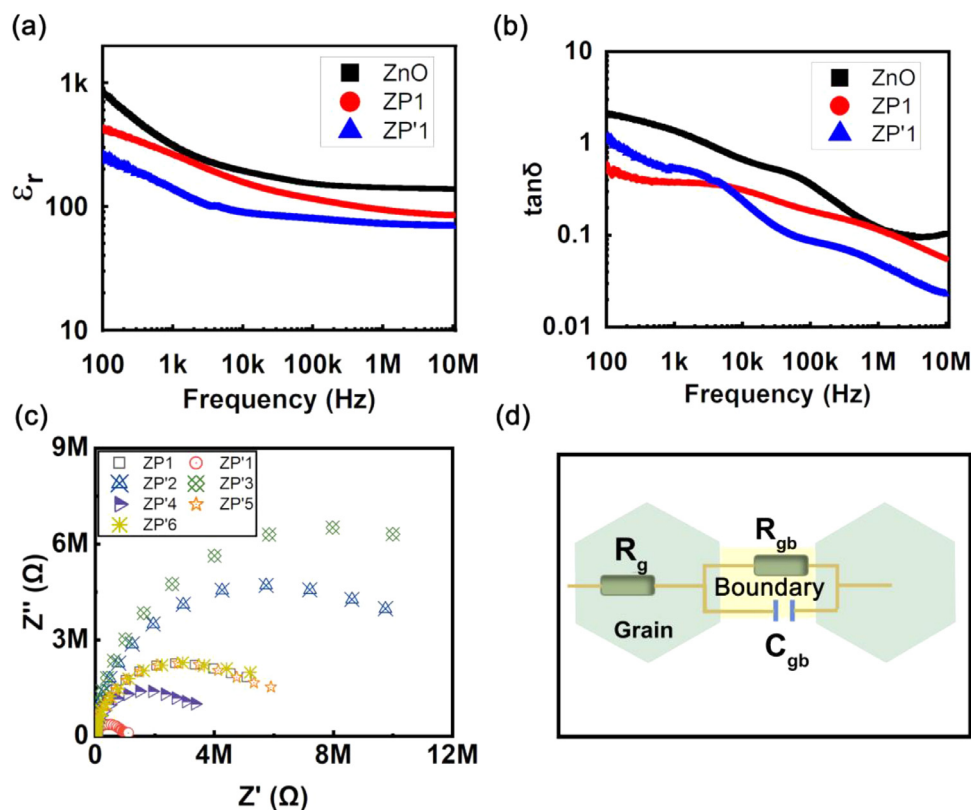 (a)
1k
100
10
εr
ZnO
ZP1
ZP'1
100 1k 10k 100k 1M 10M
Frequency (Hz)
(b)
10
1
0.1
0.01
tanδ
ZnO
ZP1
ZP'1
100 1k 10k 100k 1M 10M
Frequency (Hz)
(c)
9M
6M
3M
0
Z'' (Ω)
ZP1 ZP'1
ZP'2 ZP'3
ZP'4 ZP'5
ZP'6
0M 4M 8M 12M
Z' (Ω)
(d)
Rg
Rgb
Boundary
Grain
Cgb